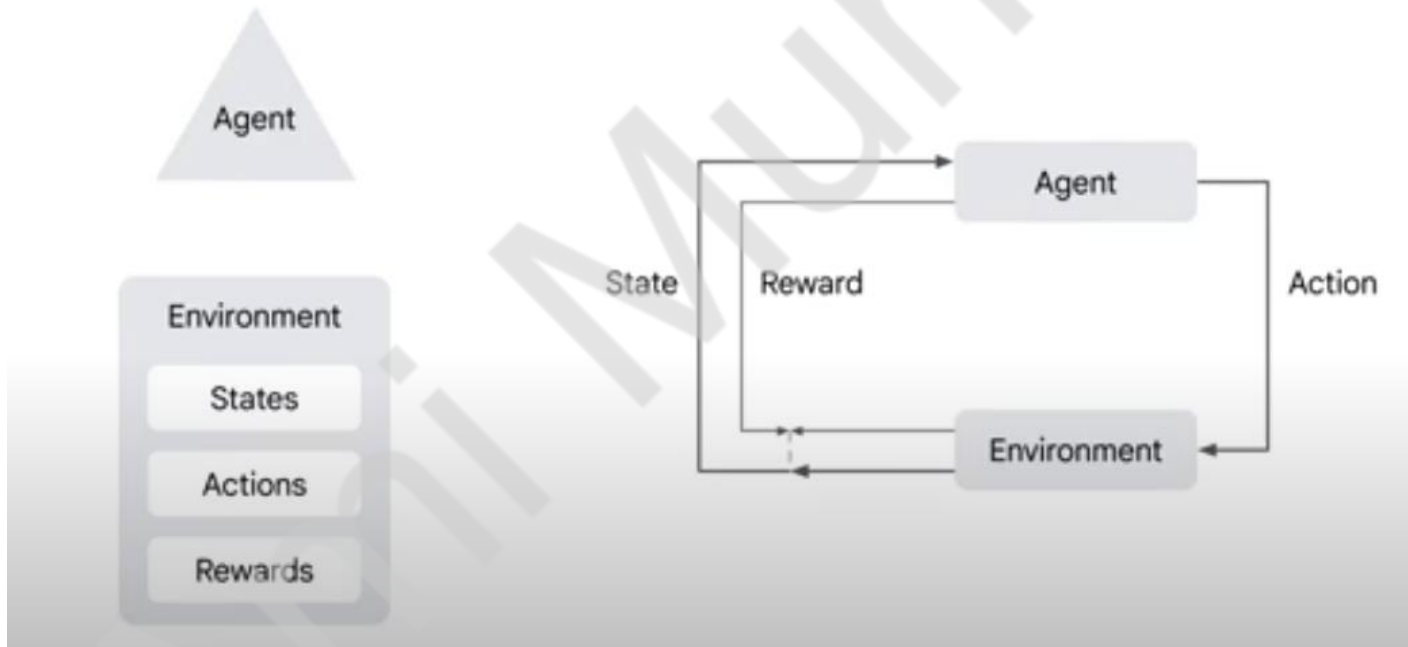 Agent
Environment
States
Actions
Rewards
Agent
State
Reward
Action
Environment